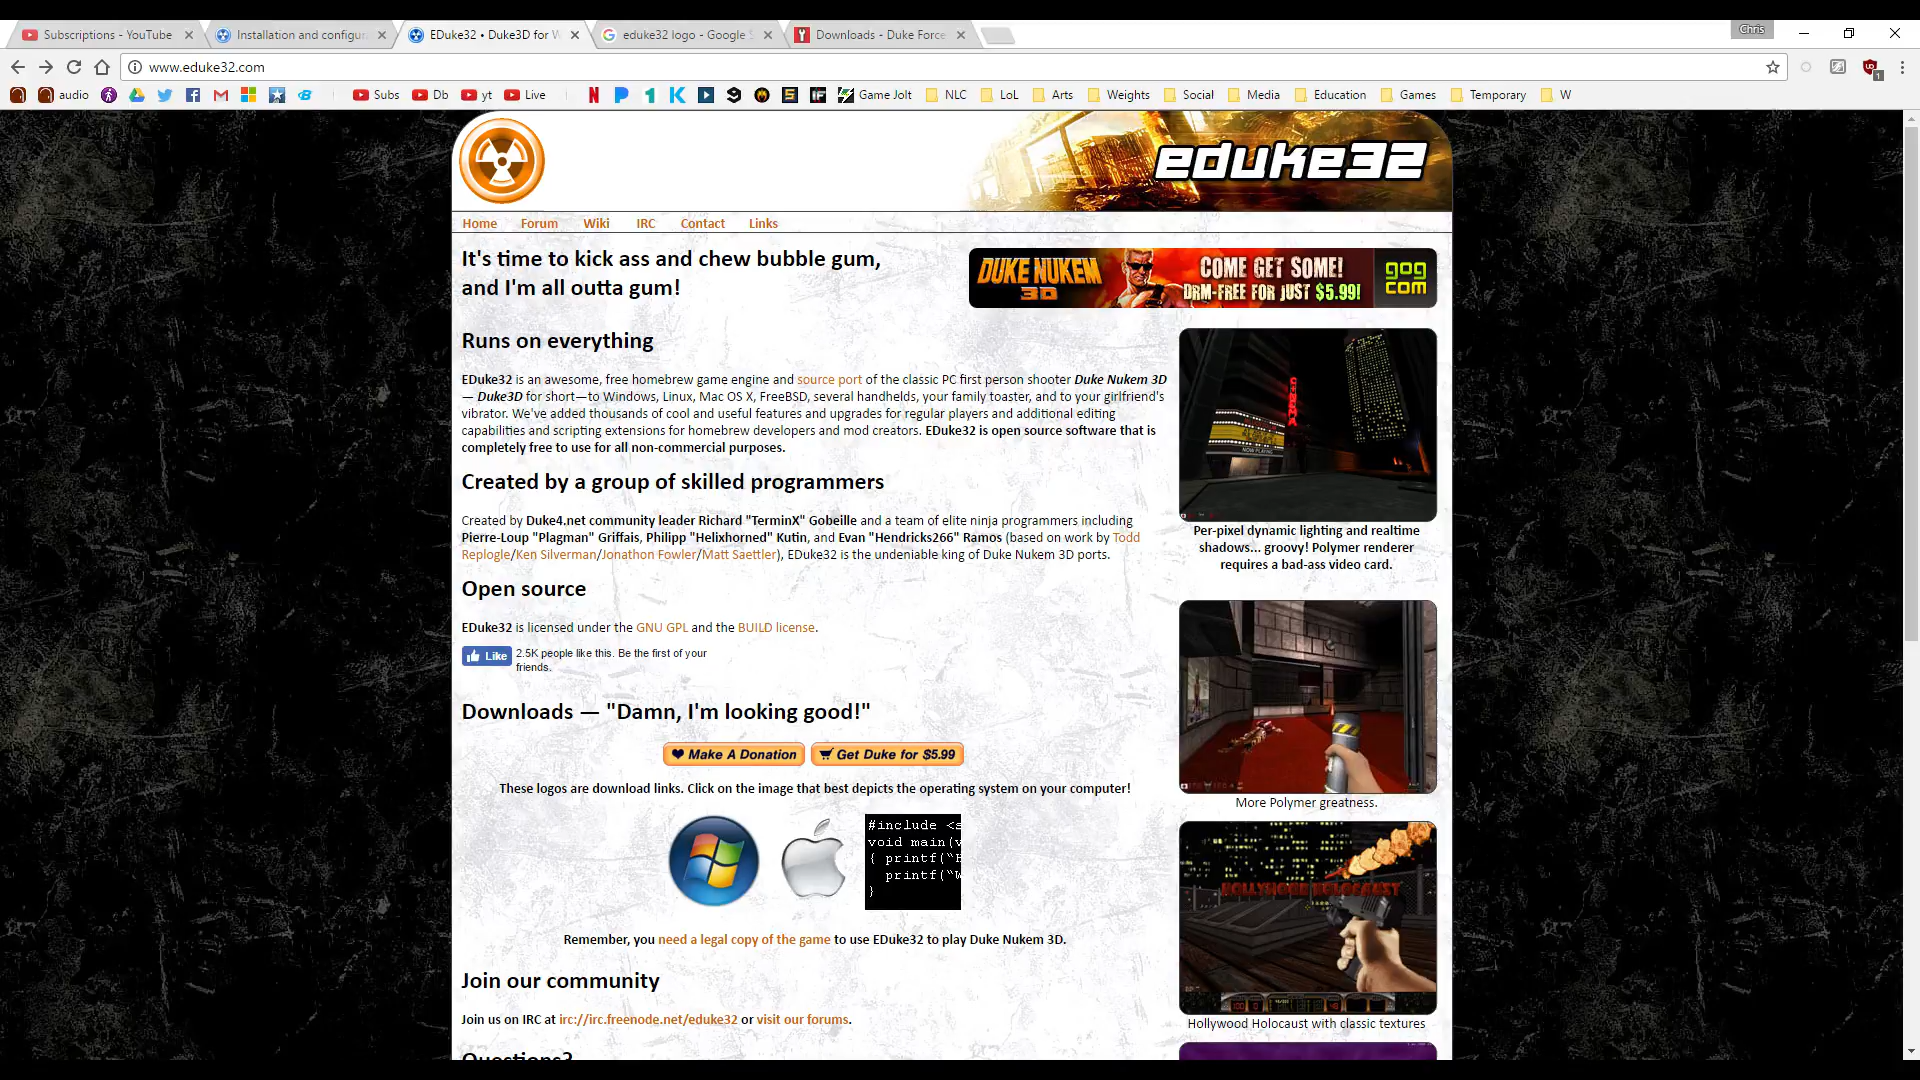 Subscriptions - YouTube
Installation and configur
EDuke32 • Duke3D for W
eduke32 logo - Google S
Downloads - Duke Force
Chris
www.eduke32.com
1
audio
Subs
Db
yt
Live
Game Jolt
NLC
LoL
Arts
Weights
Social
Media
Education
Games
Temporary
W
eduke32
Home
Forum
Wiki
IRC
Contact
Links
It's time to kick ass and chew bubble gum,
and I'm all outta gum!
DUKE NUKEM
3D
COME GET SOME!
DRM-FREE FOR JUST $5.99!
gog
com
Runs on everything
EDuke32 is an awesome, free homebrew game engine and source port of the classic PC first person shooter Duke Nukem 3D
— Duke3D for short—to Windows, Linux, Mac OS X, FreeBSD, several handhelds, your family toaster, and to your girlfriend's
vibrator. We've added thousands of cool and useful features and upgrades for regular players and additional editing
capabilities and scripting extensions for homebrew developers and mod creators. EDuke32 is open source software that is
completely free to use for all non-commercial purposes.
Created by a group of skilled programmers
Created by Duke4.net community leader Richard "TerminX" Gobeille and a team of elite ninja programmers including
Pierre-Loup "Plagman" Griffais, Philipp "Helixhorned" Kutin, and Evan "Hendricks266" Ramos (based on work by Todd
Replogle/Ken Silverman/Jonathon Fowler/Matt Saettler), EDuke32 is the undeniable king of Duke Nukem 3D ports.
Open source
EDuke32 is licensed under the GNU GPL and the BUILD license.
Like
2.5K people like this. Be the first of your
friends.
Downloads — "Damn, I'm looking good!"
Make A Donation
Get Duke for $5.99
These logos are download links. Click on the image that best depicts the operating system on your computer!
#include <s
void main(v
{ printf("H
printf("W
}
Remember, you need a legal copy of the game to use EDuke32 to play Duke Nukem 3D.
Join our community
Join us on IRC at irc://irc.freenode.net/eduke32 or visit our forums.
Questions?
NOW PLAYING
Per-pixel dynamic lighting and realtime
shadows... groovy! Polymer renderer
requires a bad-ass video card.
More Polymer greatness.
HOLLYWOOD HOLOCAUST
Hollywood Holocaust with classic textures